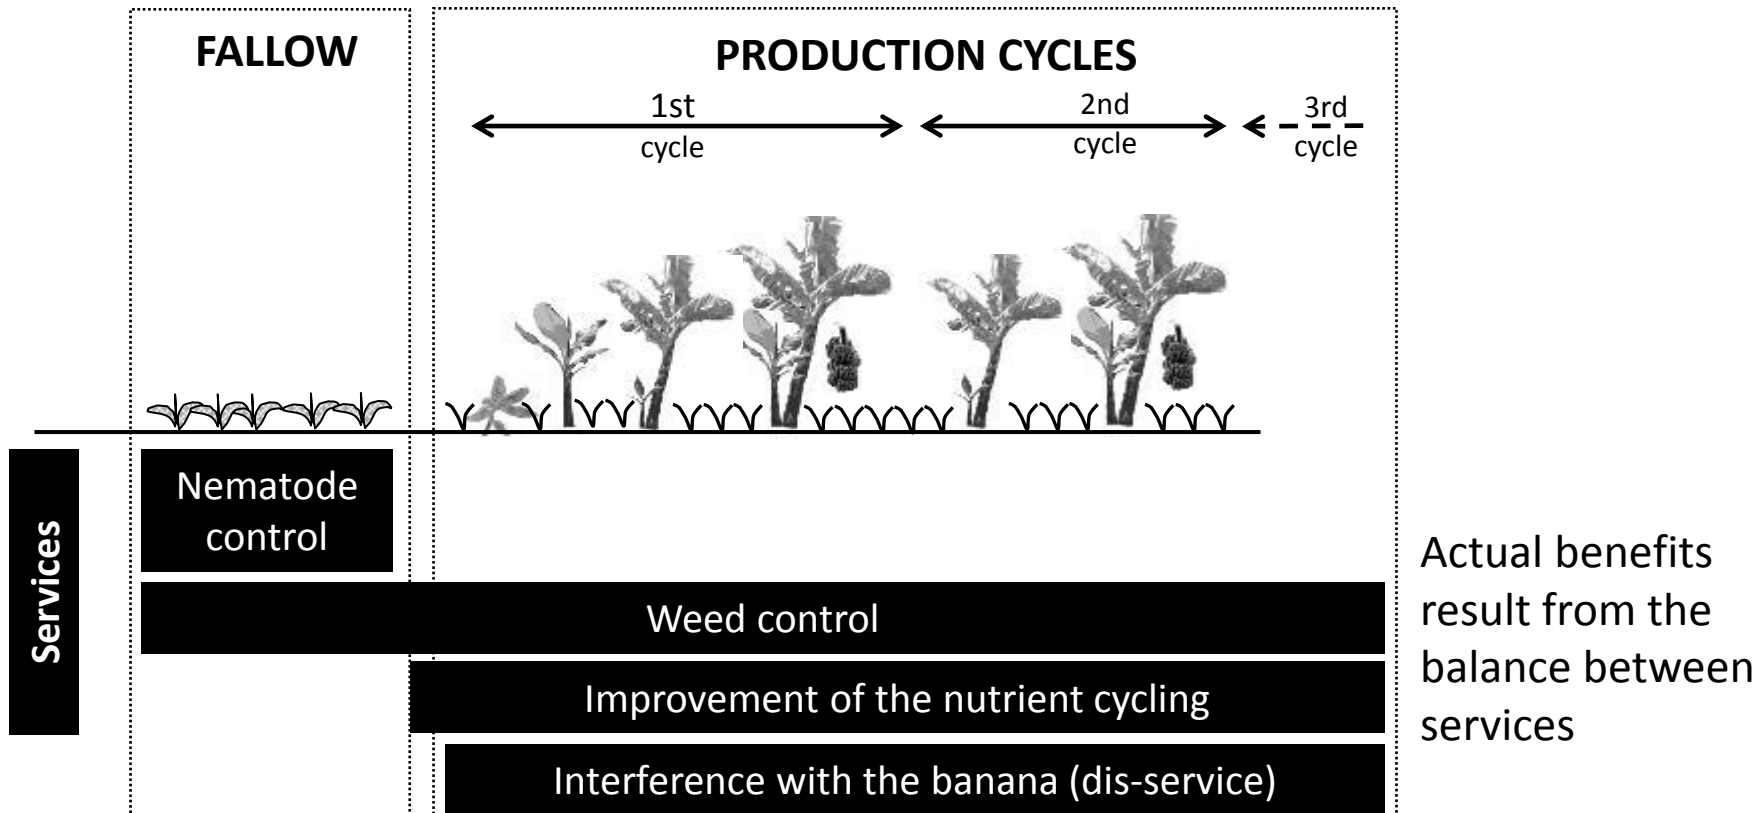 FALLOW
PRODUCTION CYCLES
1st
cycle
2nd
cycle
3rd
cycle
Services
Nematode
control
Weed control
Improvement of the nutrient cycling
Interference with the banana (dis-service)
Actual benefits
result from the
balance between
services